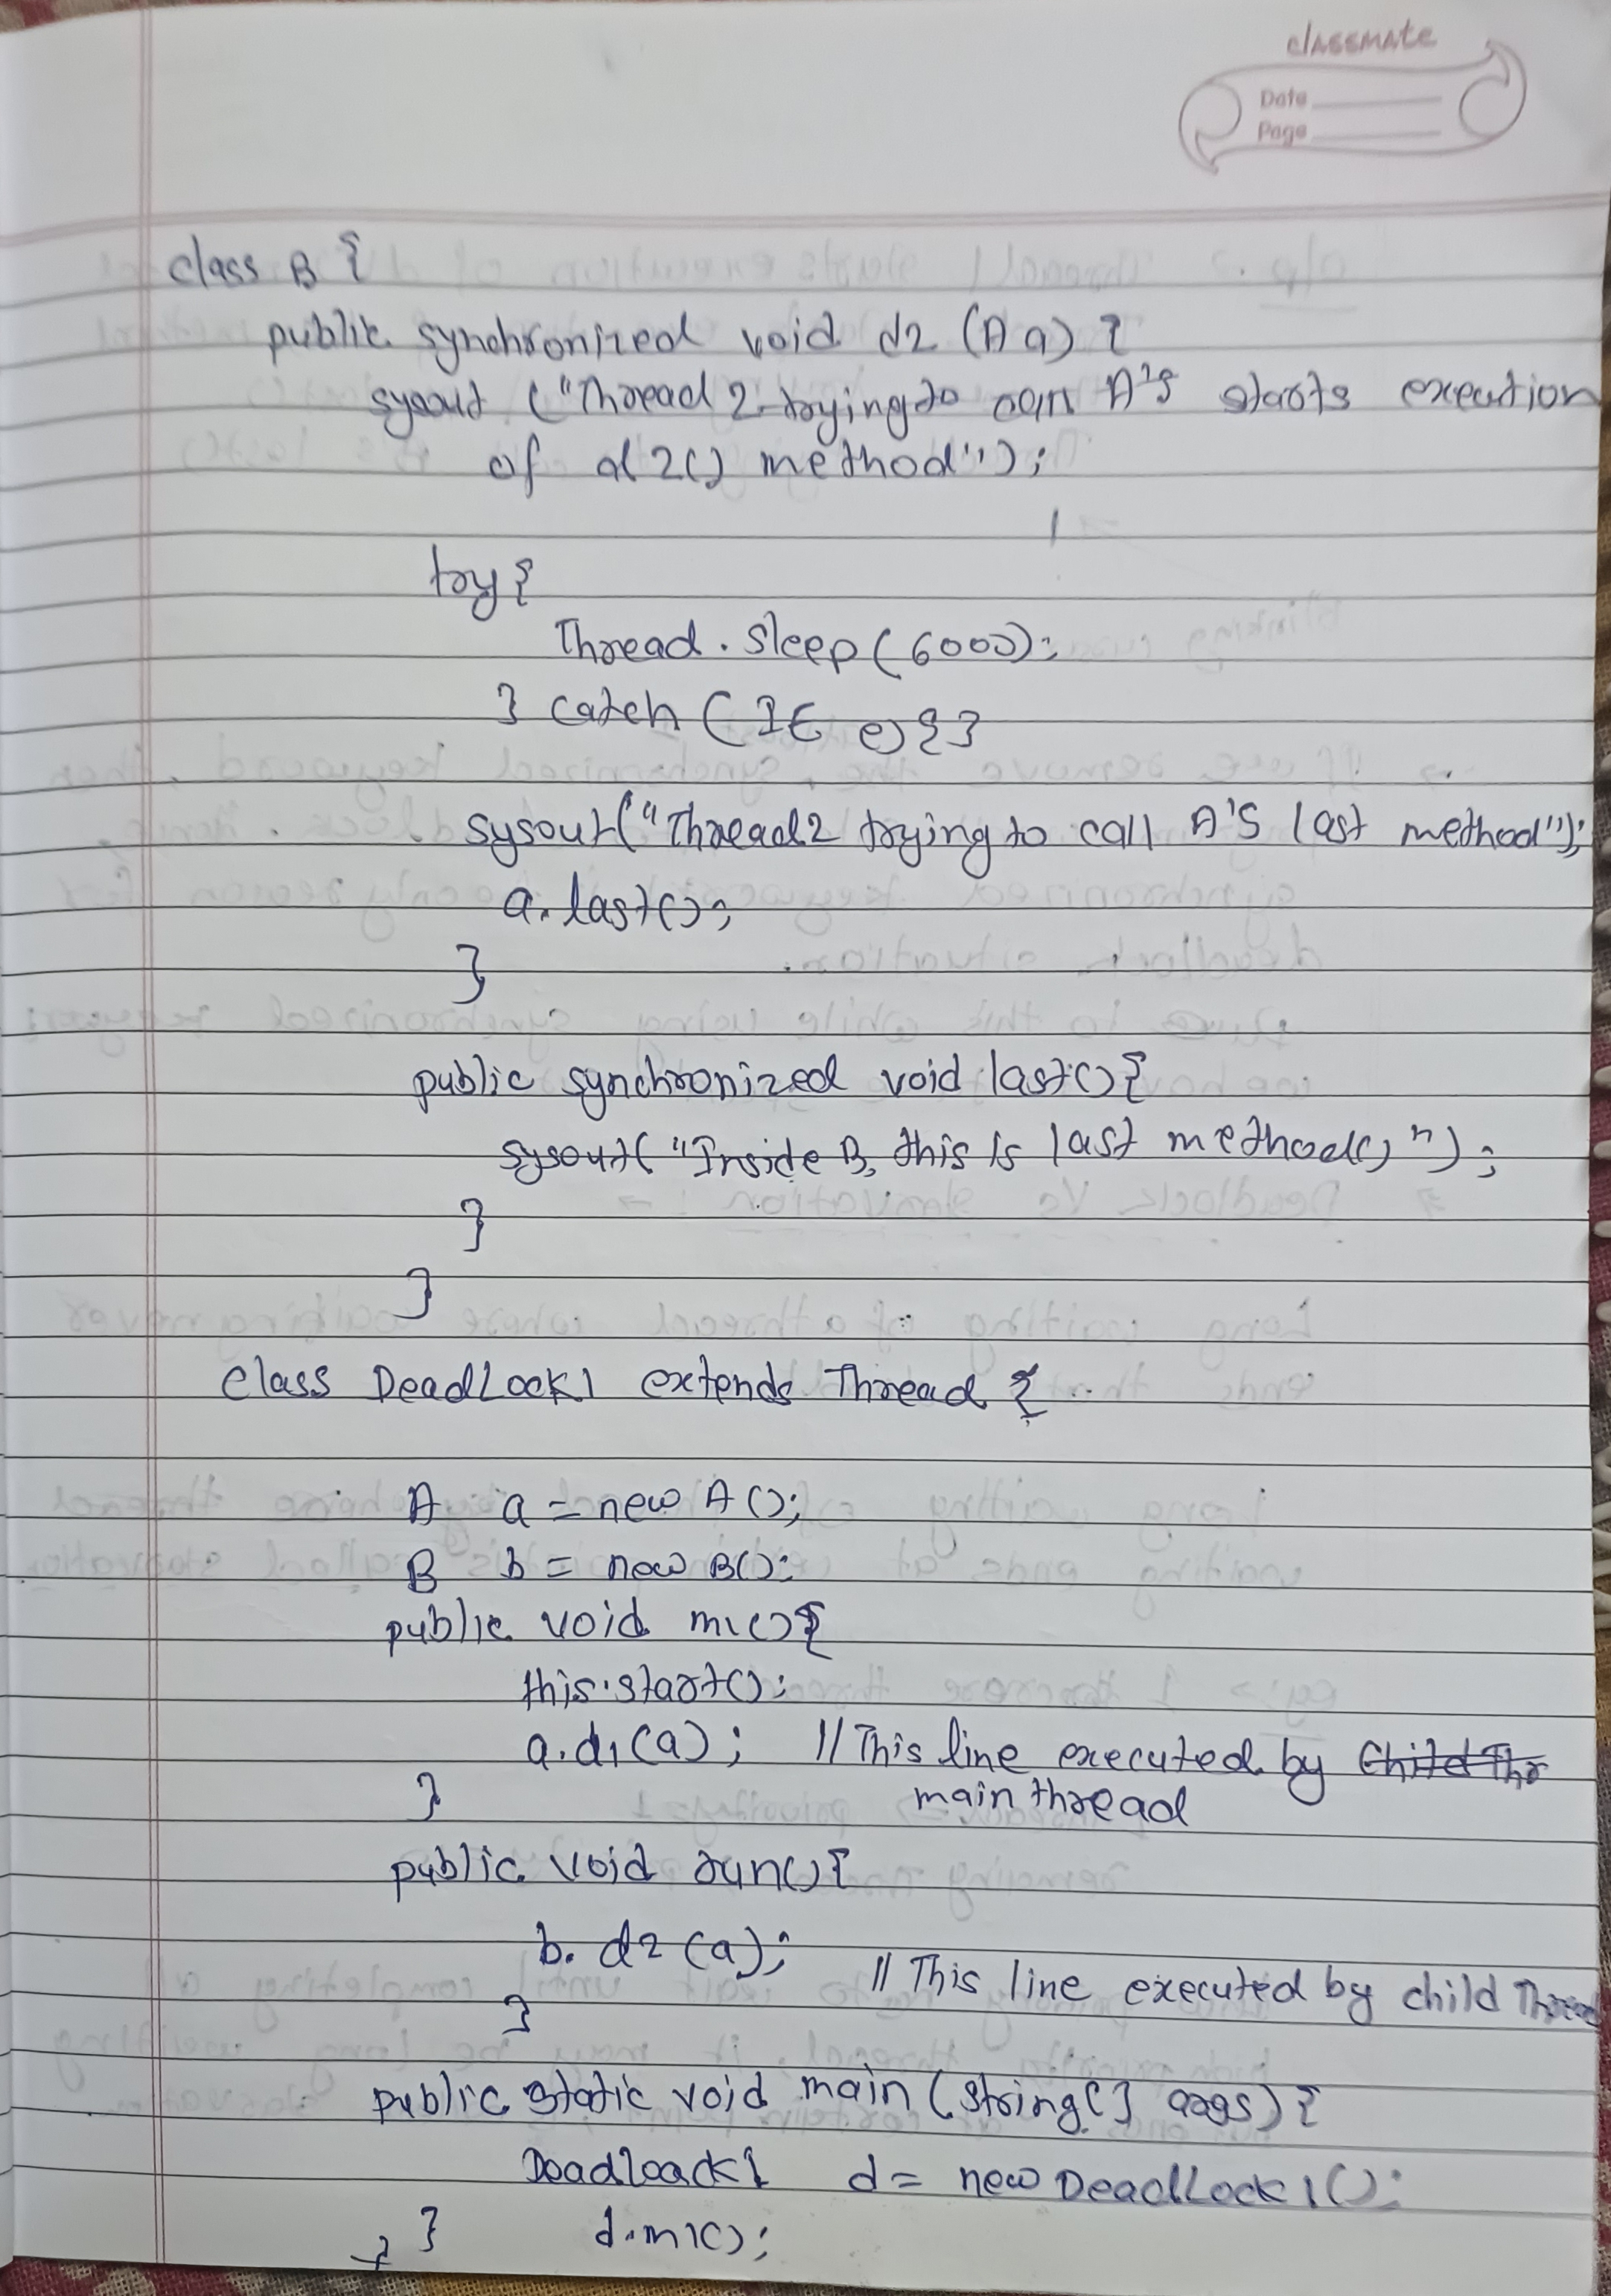 classmate
Date
Page
class B {
public synchronized void d2 (A a) {
sysout ("Thread 2 trying to call A's starts execution
of d2() method");
try {
Thread.sleep(6000);
} catch (IE e) {}
sysout("Thread2 trying to call A'S last method");
a.last();
}
public synchronized void last() {
sysout("Inside B, this is last method()");
}
}
class DeadLock1 extends Thread {
A a = new A();
B b = new B();
public void m1() {
this.start();
a.d1(a); // This line executed by Child Thr
main thread
}
public void run() {
b.d2(a); // This line executed by child Thread
}
public static void main (String[] args) {
Deadloack1 d = new DeadLock1();
} d.m1();
}